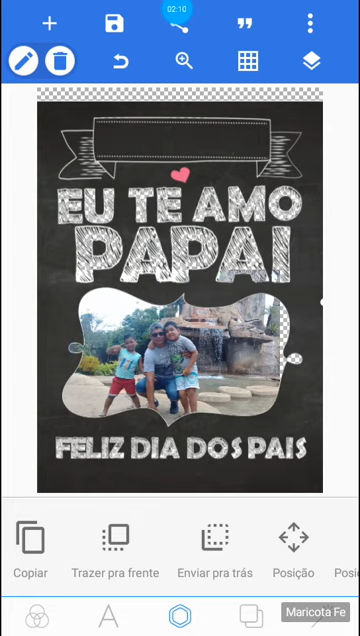 02:10
EU TE AMO
PAPAI
FELIZ DIA DOS PAIS
Copiar
Trazer pra frente
Enviar pra trás
Posição
Posi
Maricota Fe